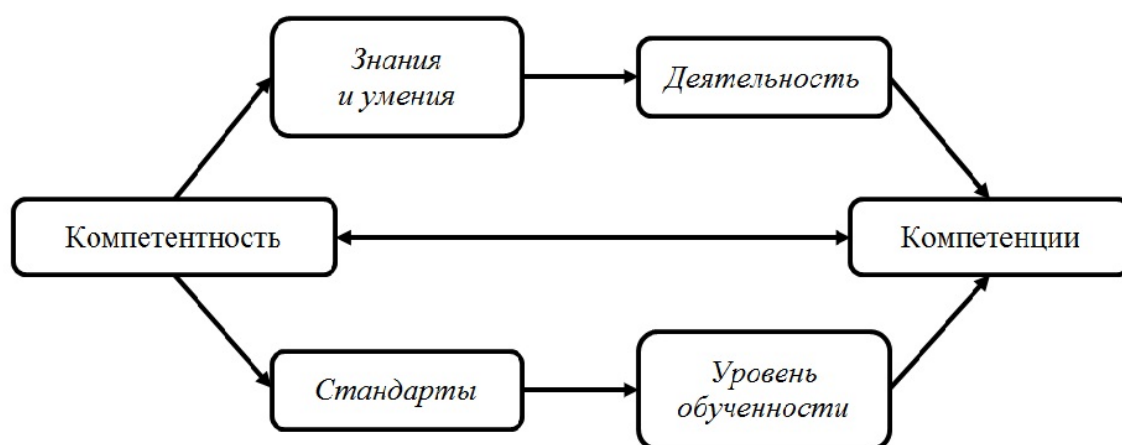 Знания
и умения
Деятельность
Компетентность
Компетенции
Стандарты
Уровень
обученности